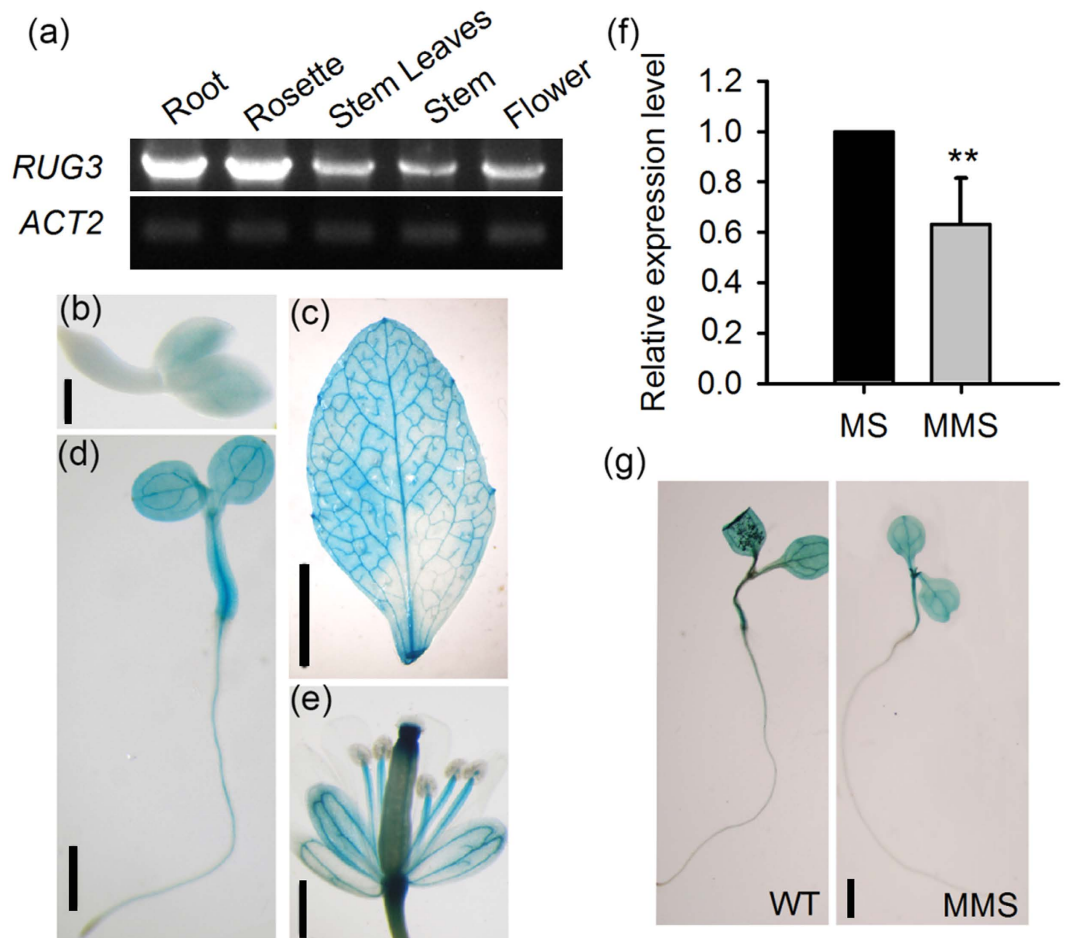 (a)
Root
Rosette
Stem Leaves
Stem
Flower
RUG3
ACT2
(b)
(c)
(d)
(e)
(f)
Relative expression level
1.2
1.0
0.8
0.6
0.4
0.2
0.0
**
MS
MMS
(g)
WT
MMS